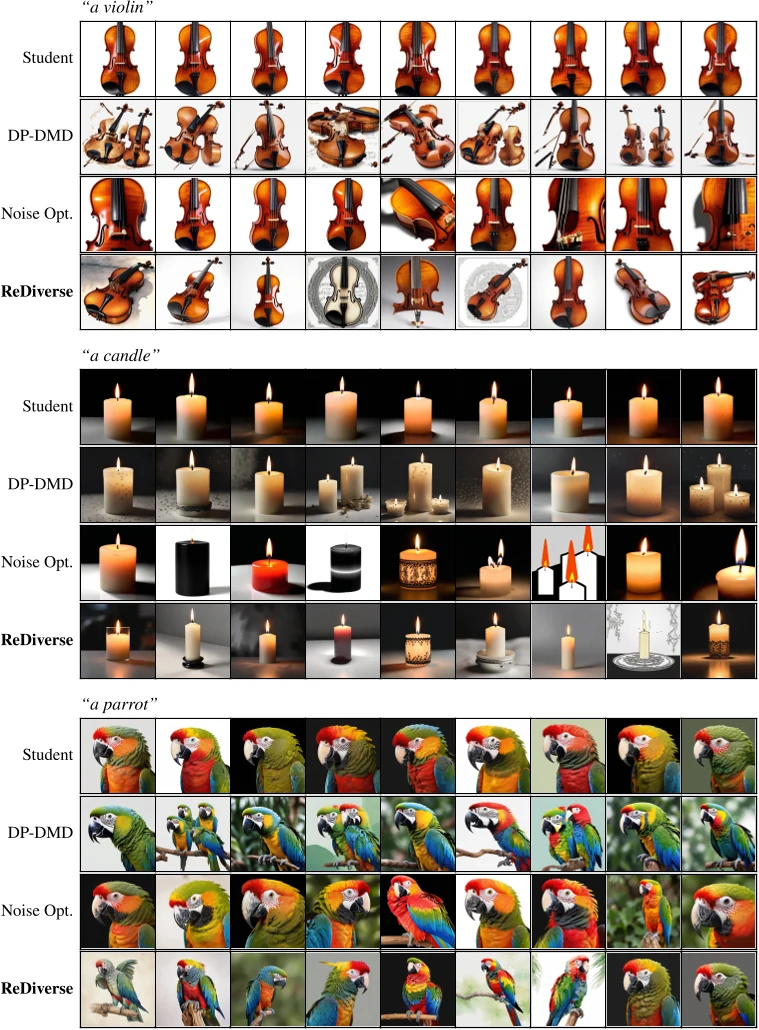 “a violin”
Student
DP-DMD
Noise Opt.
ReDiverse
“a candle”
Student
DP-DMD
Noise Opt.
ReDiverse
“a parrot”
Student
DP-DMD
Noise Opt.
ReDiverse